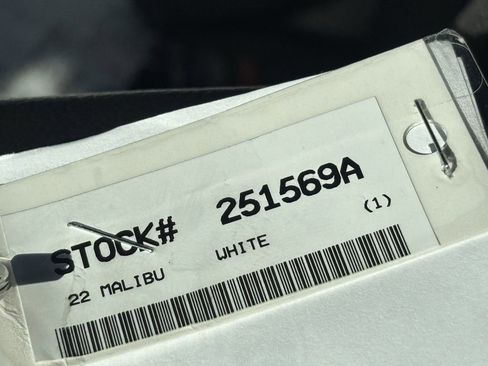 STOCK# 251569A
22 MALIBU WHITE (1)